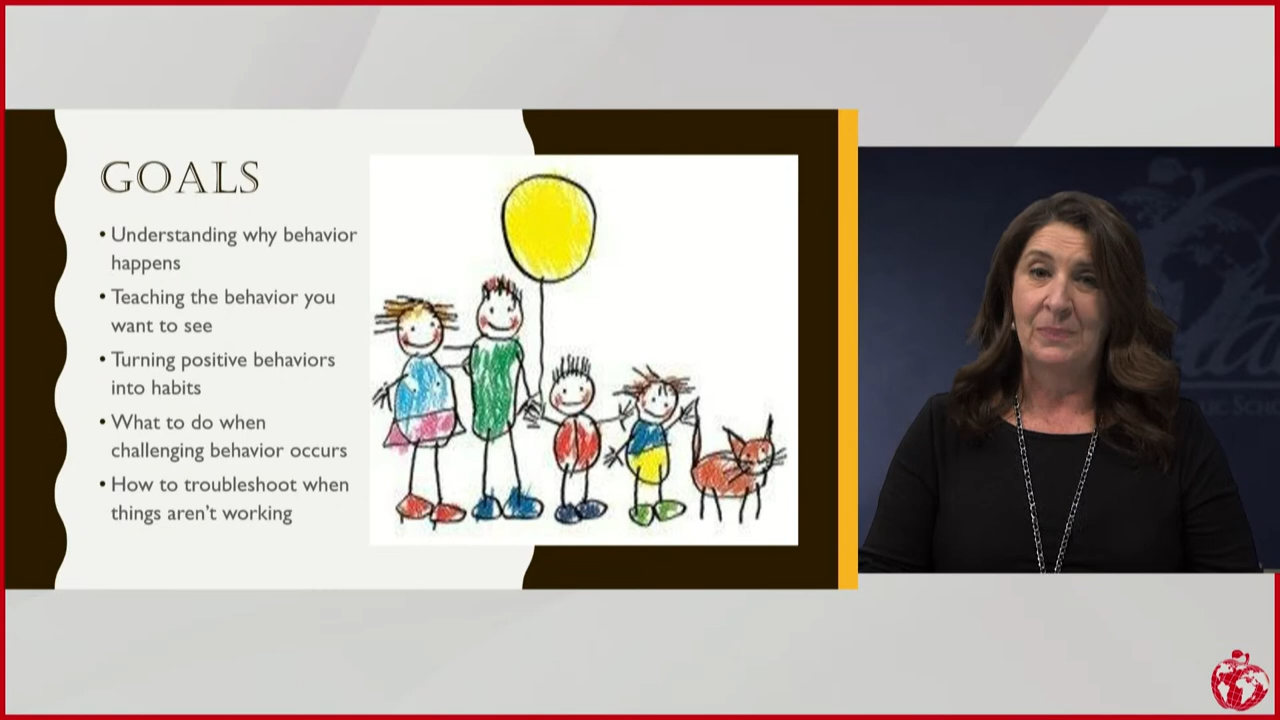 GOALS
• Understanding why behavior
happens
• Teaching the behavior you
want to see
• Turning positive behaviors
into habits
• What to do when
challenging behavior occurs
• How to troubleshoot when
things aren't working